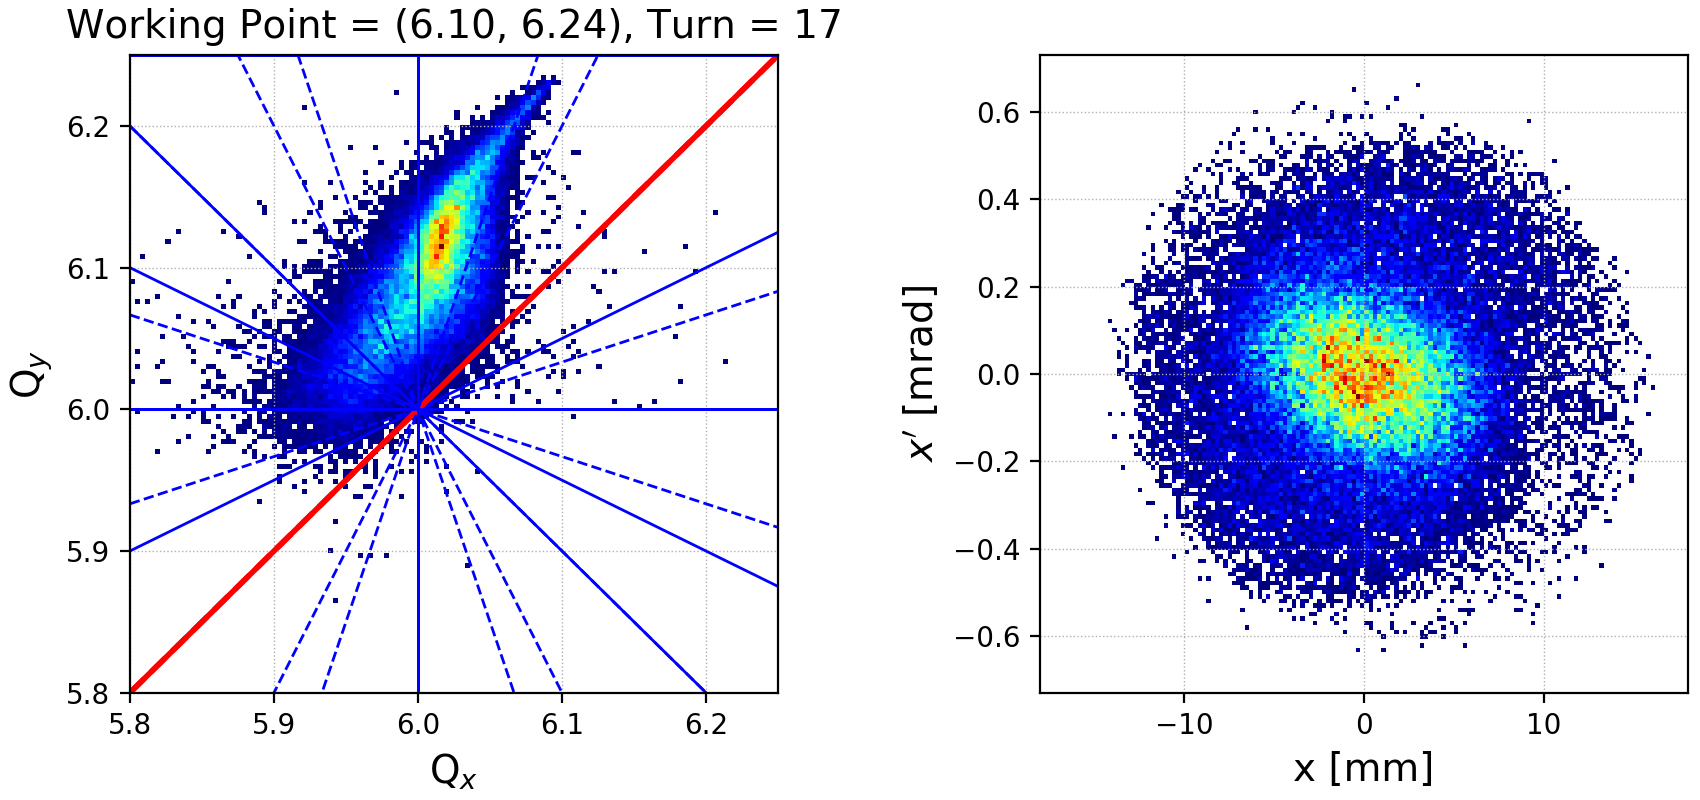 Working Point = (6.10, 6.24), Turn = 17
6.2
6.1
6.0
5.9
5.8
Q_y
5.8 5.9 6.0 6.1 6.2
Q_x
0.6
0.4
0.2
0.0
−0.2
−0.4
−0.6
x′ [mrad]
−10 0 10
x [mm]